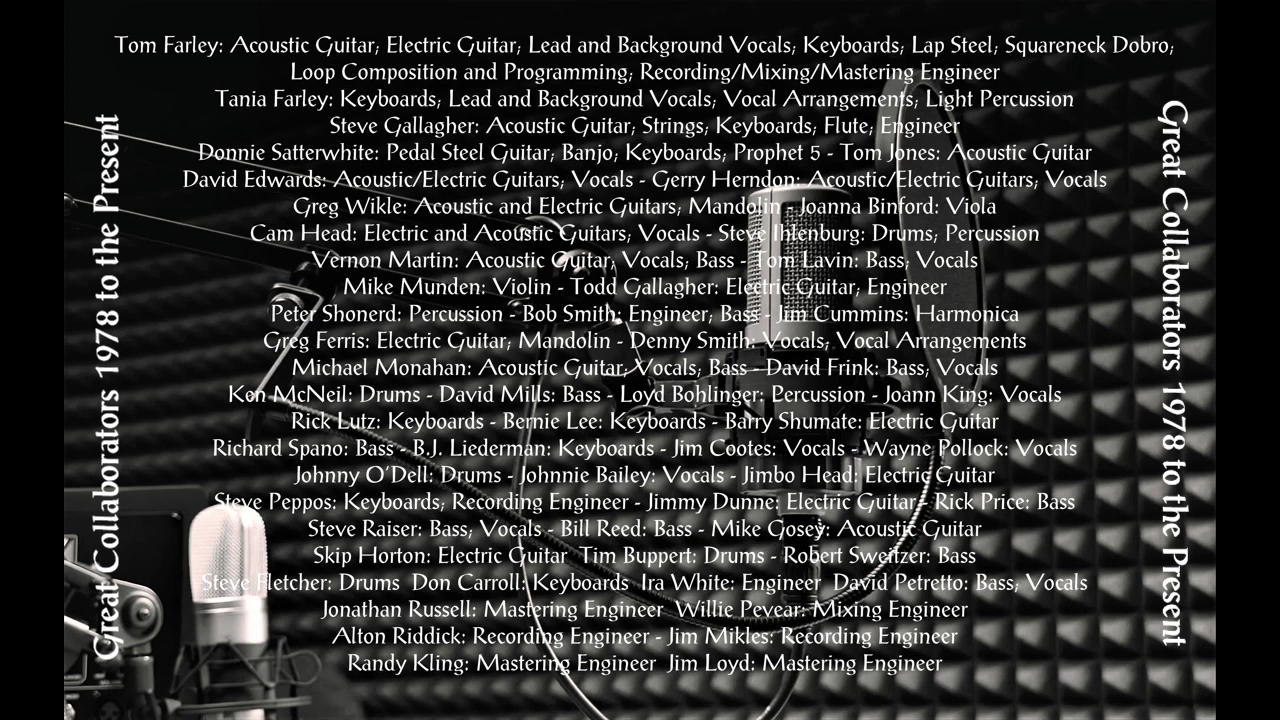 Tom Farley: Acoustic Guitar; Electric Guitar; Lead and Background Vocals; Keyboards; Lap Steel; Squareneck Dobro;
Loop Composition and Programming; Recording/Mixing/Mastering Engineer
Tania Farley: Keyboards; Lead and Background Vocals; Vocal Arrangements; Light Percussion
Steve Gallagher: Acoustic Guitar; Strings; Keyboards; Flute; Engineer
Donnie Satterwhite: Pedal Steel Guitar; Banjo; Keyboards; Prophet 5 - Tom Jones: Acoustic Guitar
David Edwards: Acoustic/Electric Guitars; Vocals - Gerry Herndon: Acoustic/Electric Guitars; Vocals
Greg Wikle: Acoustic and Electric Guitars; Mandolin - Joanna Binford: Viola
Cam Head: Electric and Acoustic Guitars; Vocals - Steve Ihlenburg: Drums; Percussion
Vernon Martin: Acoustic Guitar; Vocals; Bass - Tom Lavin: Bass; Vocals
Mike Munden: Violin - Todd Gallagher: Electric Guitar; Engineer
Peter Shonerd: Percussion - Bob Smith: Engineer; Bass - Jim Cummins: Harmonica
Greg Ferris: Electric Guitar; Mandolin - Denny Smith: Vocals; Vocal Arrangements
Michael Monahan: Acoustic Guitar; Vocals; Bass - David Frink: Bass; Vocals
Ken McNeil: Drums - David Mills: Bass - Loyd Bohlinger: Percussion - Joann King: Vocals
Rick Lutz: Keyboards - Bernie Lee: Keyboards - Barry Shumate: Electric Guitar
Richard Spano: Bass - B.J. Liederman: Keyboards - Jim Cootes: Vocals - Wayne Pollock: Vocals
Johnny O'Dell: Drums - Johnnie Bailey: Vocals - Jimbo Head: Electric Guitar
Steve Peppos: Keyboards; Recording Engineer - Jimmy Dunne: Electric Guitar - Rick Price: Bass
Steve Raiser: Bass; Vocals - Bill Reed: Bass - Mike Gosey: Acoustic Guitar
Skip Horton: Electric Guitar Tim Buppert: Drums - Robert Sweitzer: Bass
Steve Fletcher: Drums Don Carroll: Keyboards Ira White: Engineer David Petretto: Bass; Vocals
Jonathan Russell: Mastering Engineer Willie Pevear: Mixing Engineer
Alton Riddick: Recording Engineer - Jim Mikles: Recording Engineer
Randy Kling: Mastering Engineer Jim Loyd: Mastering Engineer
Great Collaborators 1978 to the Present
Great Collaborators 1978 to the Present